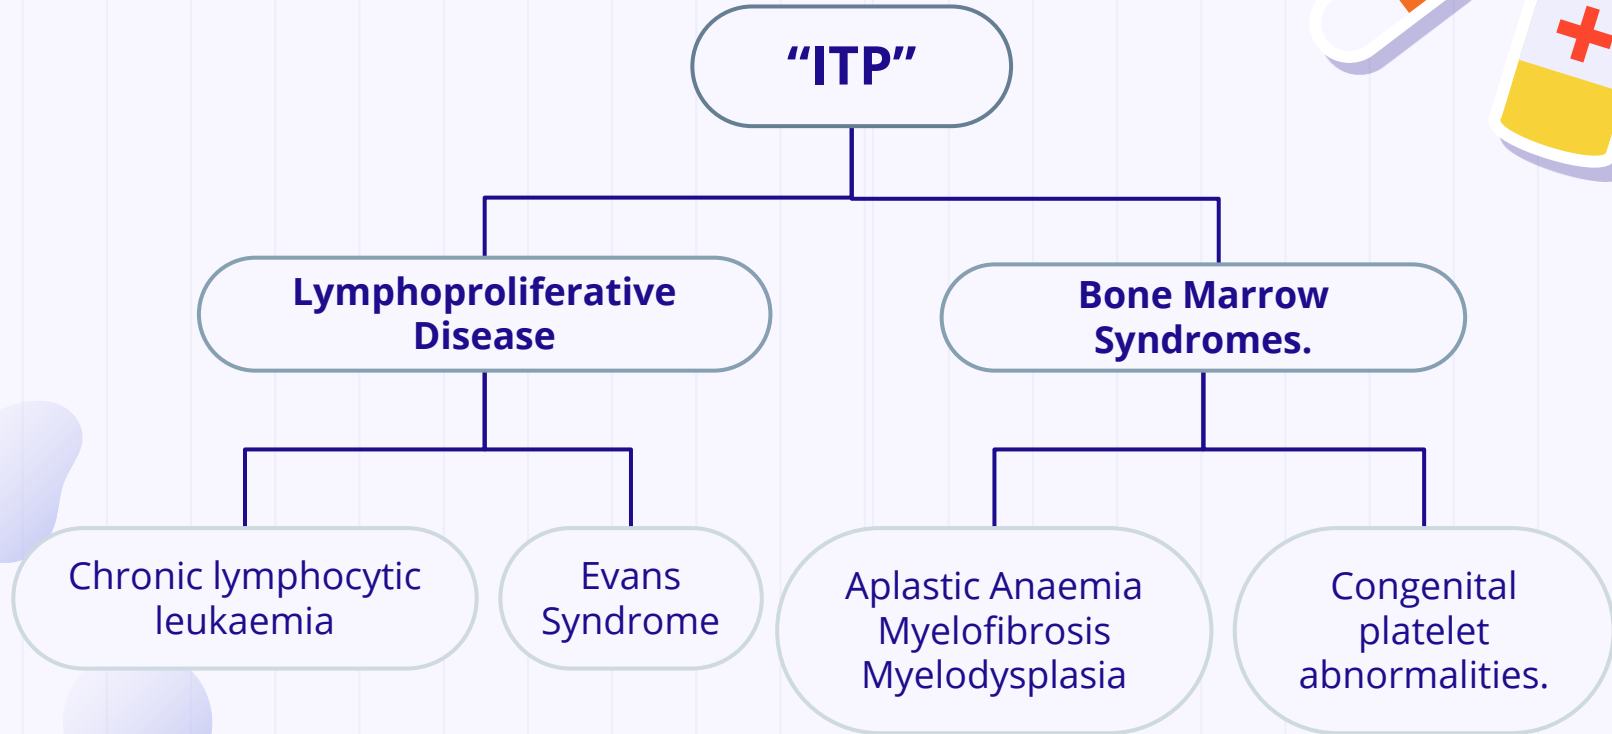 “ITP”
Lymphoproliferative
Disease
Bone Marrow
Syndromes.
Chronic lymphocytic
leukaemia
Evans
Syndrome
Aplastic Anaemia
Myelofibrosis
Myelodysplasia
Congenital
platelet
abnormalities.